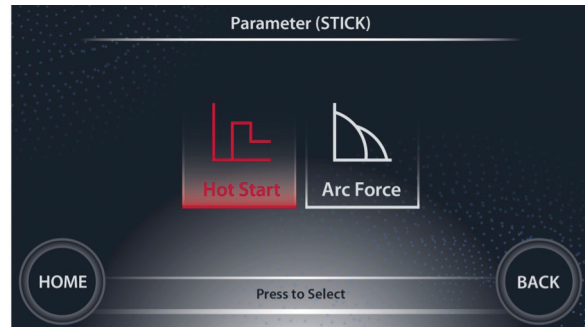 Parameter (STICK)
Hot Start
Arc Force
HOME
Press to Select
BACK